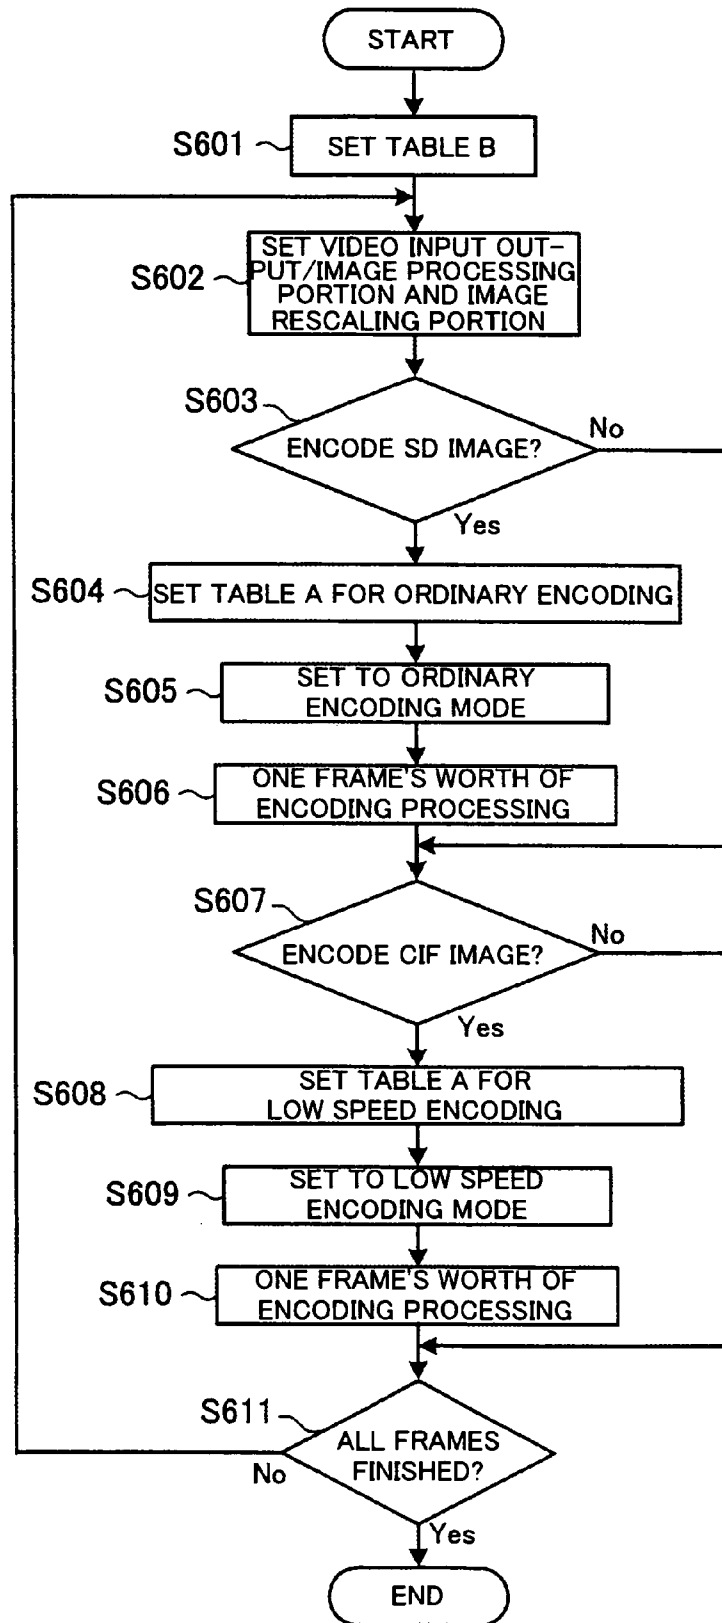 START
S601
SET TABLE B
S602
SET VIDEO INPUT OUT-
PUT/IMAGE PROCESSING
PORTION AND IMAGE
RESCALING PORTION
S603
ENCODE SD IMAGE?
No
Yes
S604
SET TABLE A FOR ORDINARY ENCODING
S605
SET TO ORDINARY
ENCODING MODE
S606
ONE FRAME'S WORTH OF
ENCODING PROCESSING
S607
ENCODE CIF IMAGE?
No
Yes
S608
SET TABLE A FOR
LOW SPEED ENCODING
S609
SET TO LOW SPEED
ENCODING MODE
S610
ONE FRAME'S WORTH OF
ENCODING PROCESSING
S611
ALL FRAMES
FINISHED?
No
Yes
END